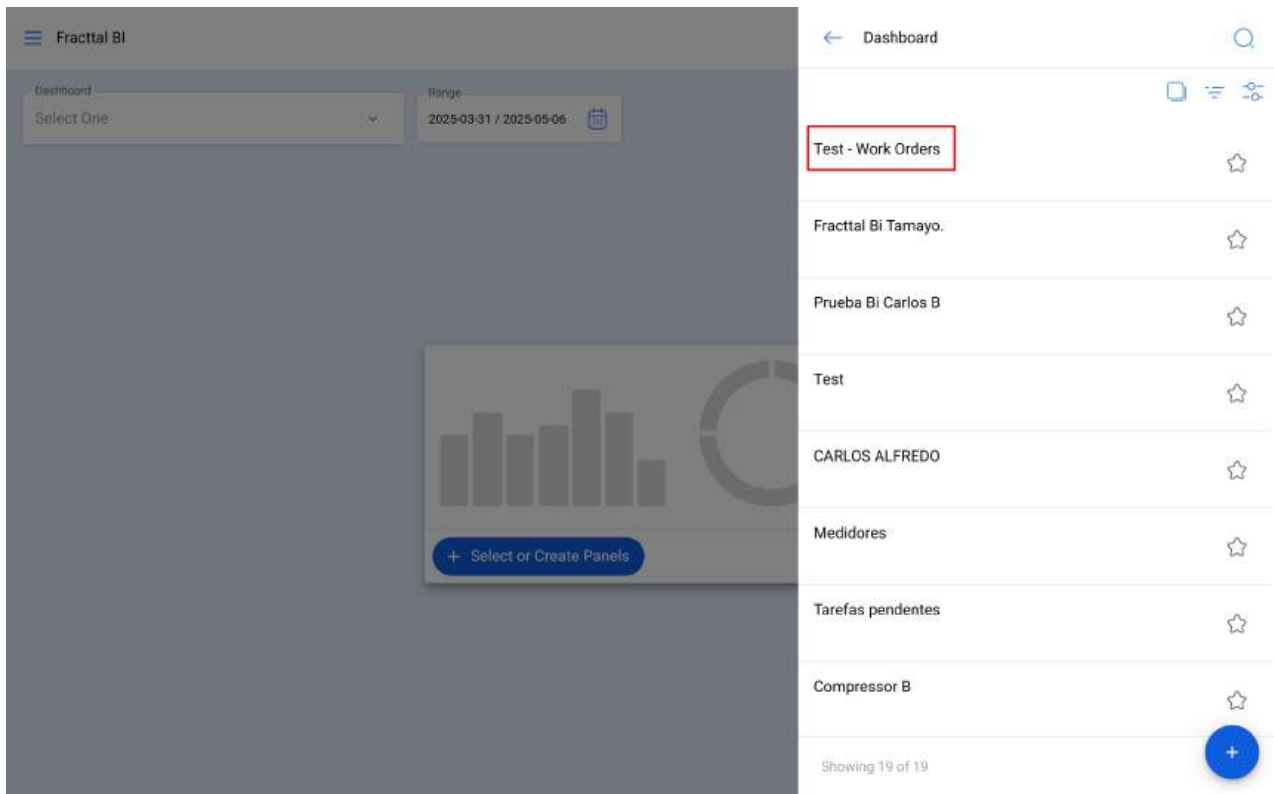 Fracttal BI
Dashboard
Select One
Range
2025-03-31 / 2025-05-06
+ Select or Create Panels
Dashboard
Test - Work Orders
Fracttal Bi Tamayo.
Prueba Bi Carlos B
Test
CARLOS ALFREDO
Medidores
Tarefas pendentes
Compressor B
Showing 19 of 19
+